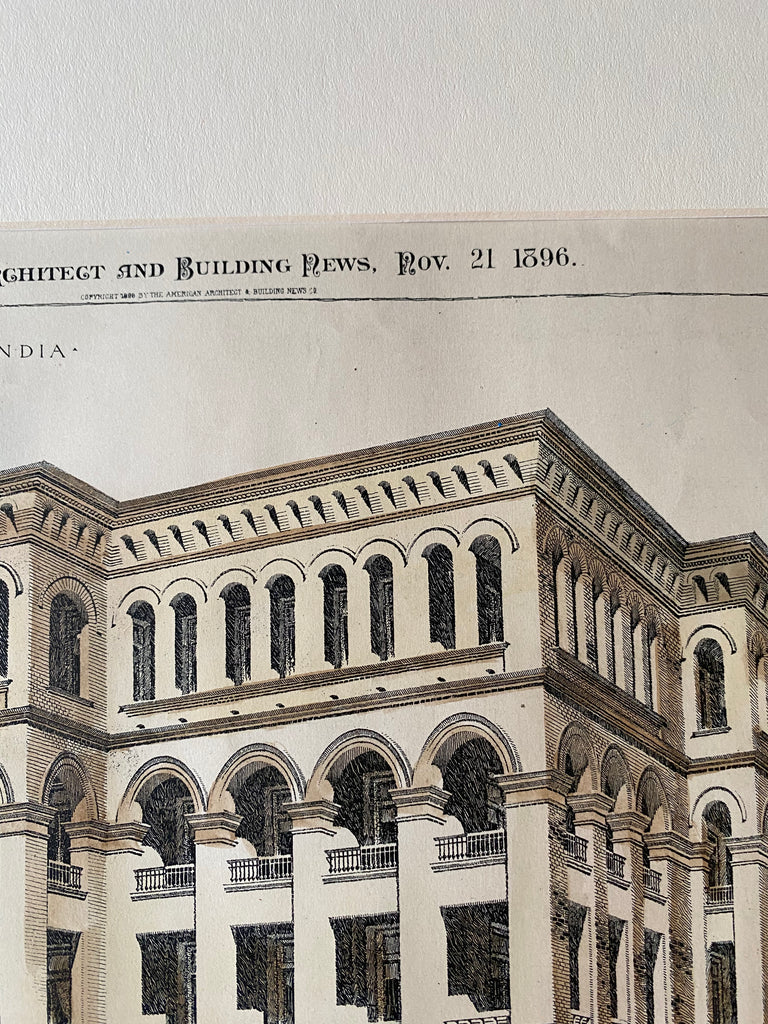 RCHITECT AND BUILDING NEWS, NOV. 21 1896.
COPYRIGHT 1896 BY THE AMERICAN ARCHITECT & BUILDING NEWS CO
NDIA